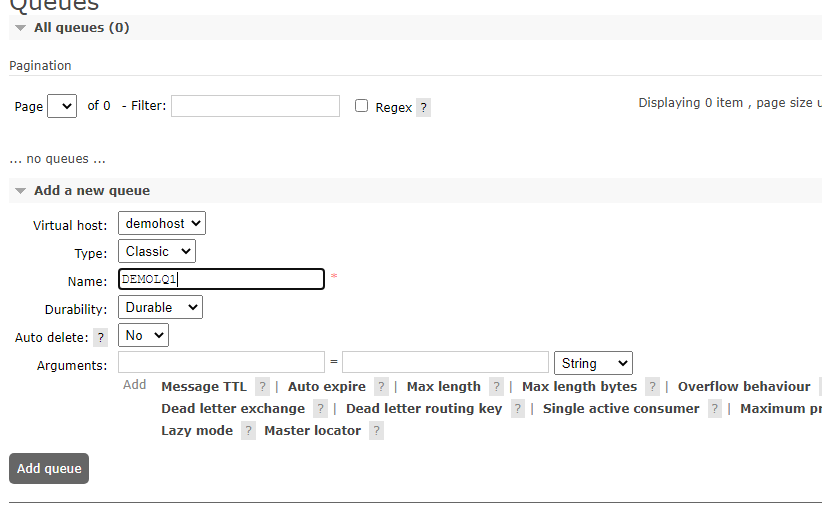 Queues
All queues (0)
Pagination
Page of 0 - Filter: Regex ? Displaying 0 item , page size u
... no queues ...
Add a new queue
Virtual host: demohost
Type: Classic
Name: DEMOLQ1 *
Durability: Durable
Auto delete: ? No
Arguments: = String
Add Message TTL ? | Auto expire ? | Max length ? | Max length bytes ? | Overflow behaviour
Dead letter exchange ? | Dead letter routing key ? | Single active consumer ? | Maximum pr
Lazy mode ? Master locator ?
Add queue